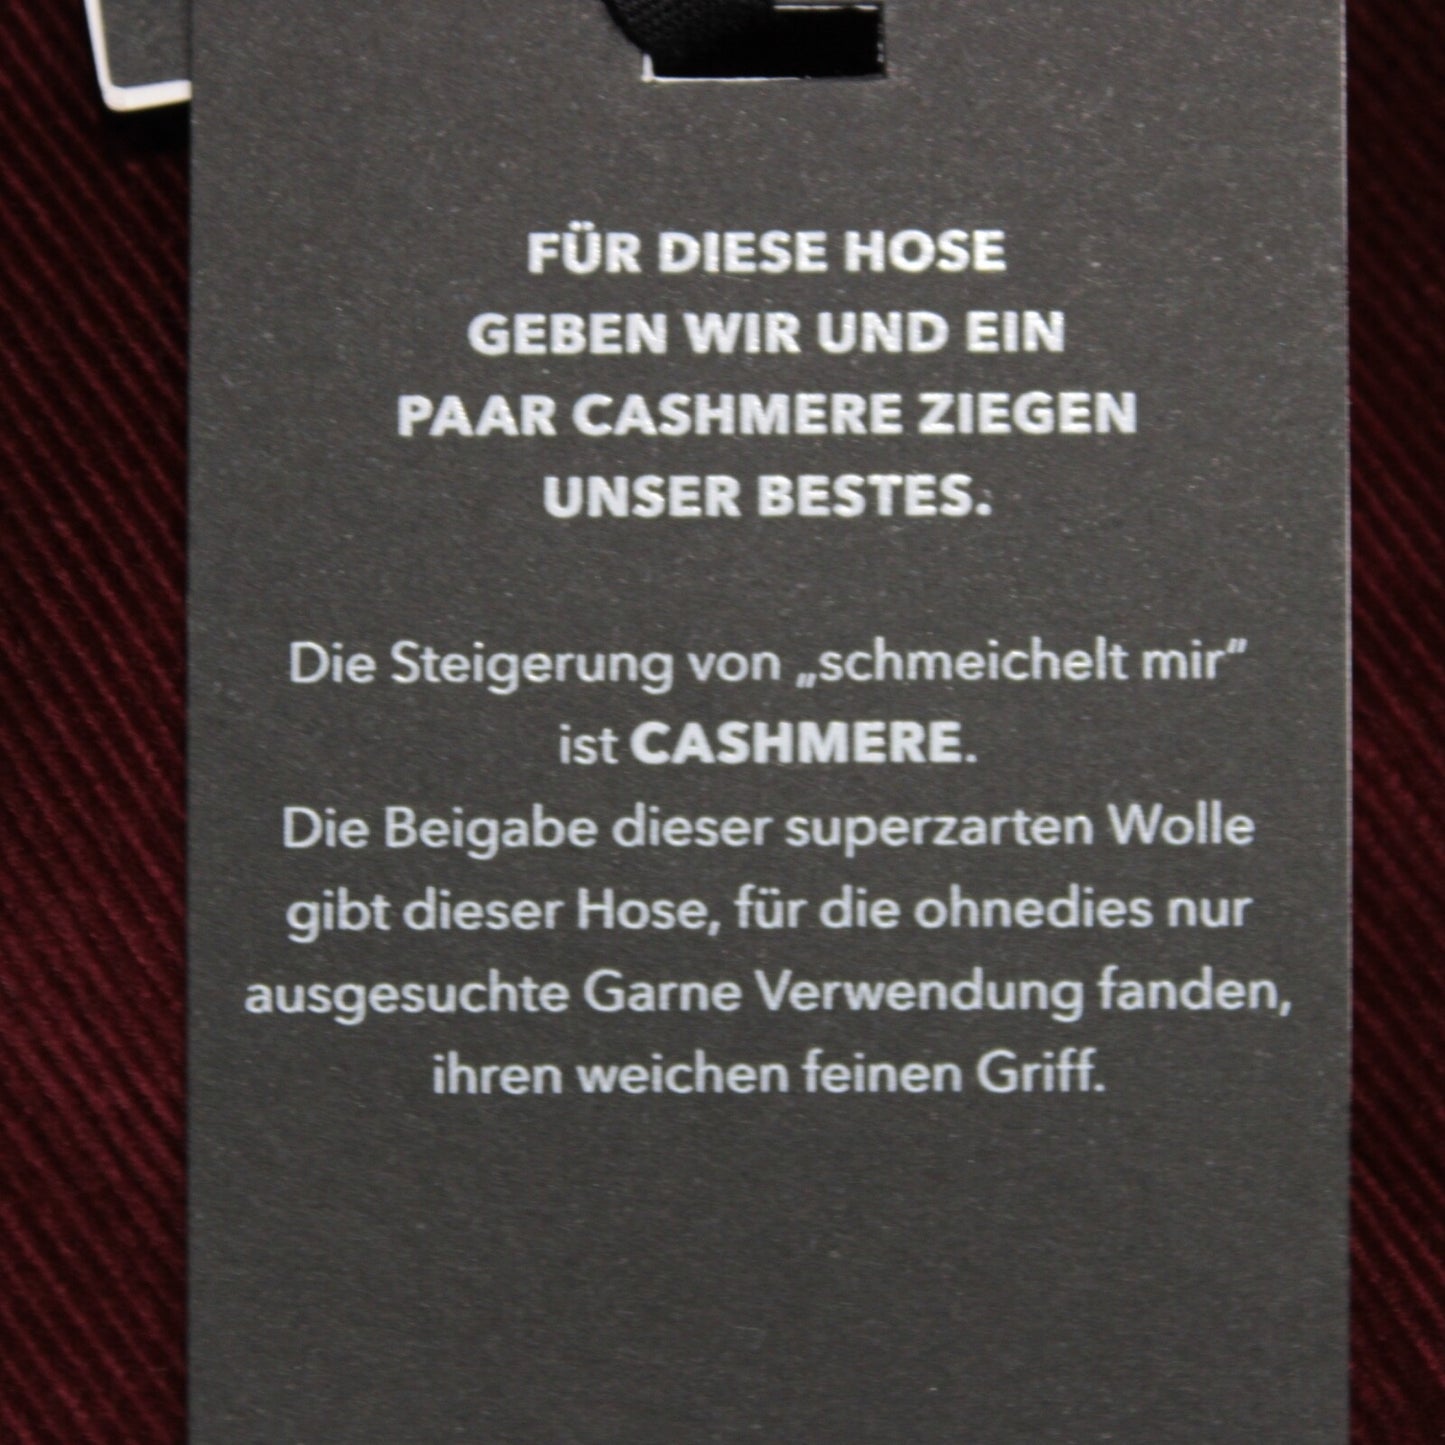 FÜR DIESE HOSE
GEBEN WIR UND EIN
PAAR CASHMERE ZIEGEN
UNSER BESTES.
Die Steigerung von „schmeichelt mir“
ist CASHMERE.
Die Beigabe dieser superzarten Wolle
gibt dieser Hose, für die ohnedies nur
ausgesuchte Garne Verwendung fanden,
ihren weichen feinen Griff.